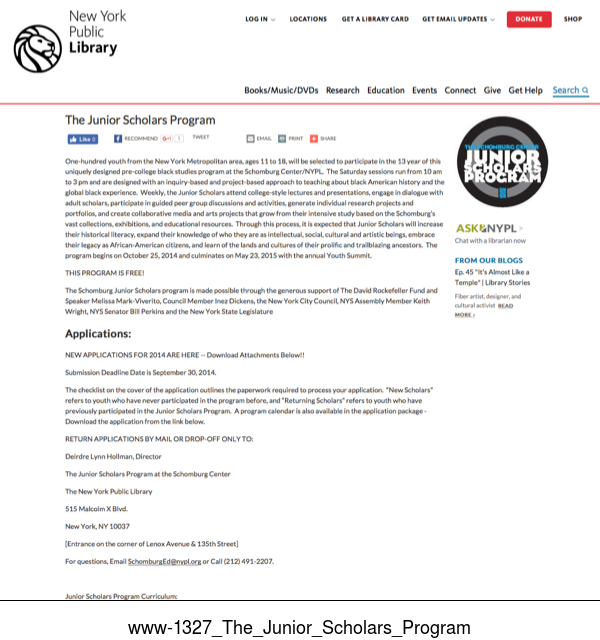 New York
Public
Library
LOG IN LOCATIONS GET A LIBRARY CARD GET EMAIL UPDATES DONATE SHOP
Books/Music/DVDs Research Education Events Connect Give Get Help Search
The Junior Scholars Program
Like 0 RECOMMEND G+1 1 TWEET EMAIL PRINT SHARE
One-hundred youth from the New York Metropolitan area, ages 11 to 18, will be selected to participate in the 13 year of this
uniquely designed pre-college black studies program at the Schomburg Center/NYPL. The Saturday sessions run from 10 am
to 3 pm and are designed with an inquiry-based and project-based approach to teaching about black American history and the
global black experience. Weekly, the Junior Scholars attend college-style lectures and presentations, engage in dialogue with
adult scholars, participate in guided peer group discussions and activities, generate individual research projects and
portfolios, and create collaborative media and arts projects that grow from their intensive study based on the Schomburg's
vast collections, exhibitions, and educational resources. Through this process, it is expected that Junior Scholars will increase
their historical literacy, expand their knowledge of who they are as intellectual, social, cultural and artistic beings, embrace
their legacy as African-American citizens, and learn of the lands and cultures of their prolific and trailblazing ancestors. The
program begins on October 25, 2014 and culminates on May 23, 2015 with the annual Youth Summit.
THIS PROGRAM IS FREE!
The Schomburg Junior Scholars program is made possible through the generous support of The David Rockefeller Fund and
Speaker Melissa Mark-Viverito, Council Member Inez Dickens, the New York City Council, NYS Assembly Member Keith
Wright, NYS Senator Bill Perkins and the New York State Legislature
Applications:
NEW APPLICATIONS FOR 2014 ARE HERE -- Download Attachments Below!!
Submission Deadline Date is September 30, 2014.
The checklist on the cover of the application outlines the paperwork required to process your application. "New Scholars"
refers to youth who have never participated in the program before, and "Returning Scholars" refers to youth who have
previously participated in the Junior Scholars Program. A program calendar is also available in the application package -
Download the application from the link below.
RETURN APPLICATIONS BY MAIL OR DROP-OFF ONLY TO:
Deirdre Lynn Hollman, Director
The Junior Scholars Program at the Schomburg Center
The New York Public Library
515 Malcolm X Blvd.
New York, NY 10037
[Entrance on the corner of Lenox Avenue & 135th Street]
For questions, Email SchomburgEd@nypl.org or Call (212) 491-2207.
Junior Scholars Program Curriculum:
THE SCHOMBURG CENTER
JUNIOR
SCHOLARS
PROGRAM
ASK NYPL
Chat with a librarian now
FROM OUR BLOGS
Ep. 45 "It's Almost Like a
Temple" | Library Stories
Fiber artist, designer, and
cultural activist READ
MORE ›
www-1327_The_Junior_Scholars_Program